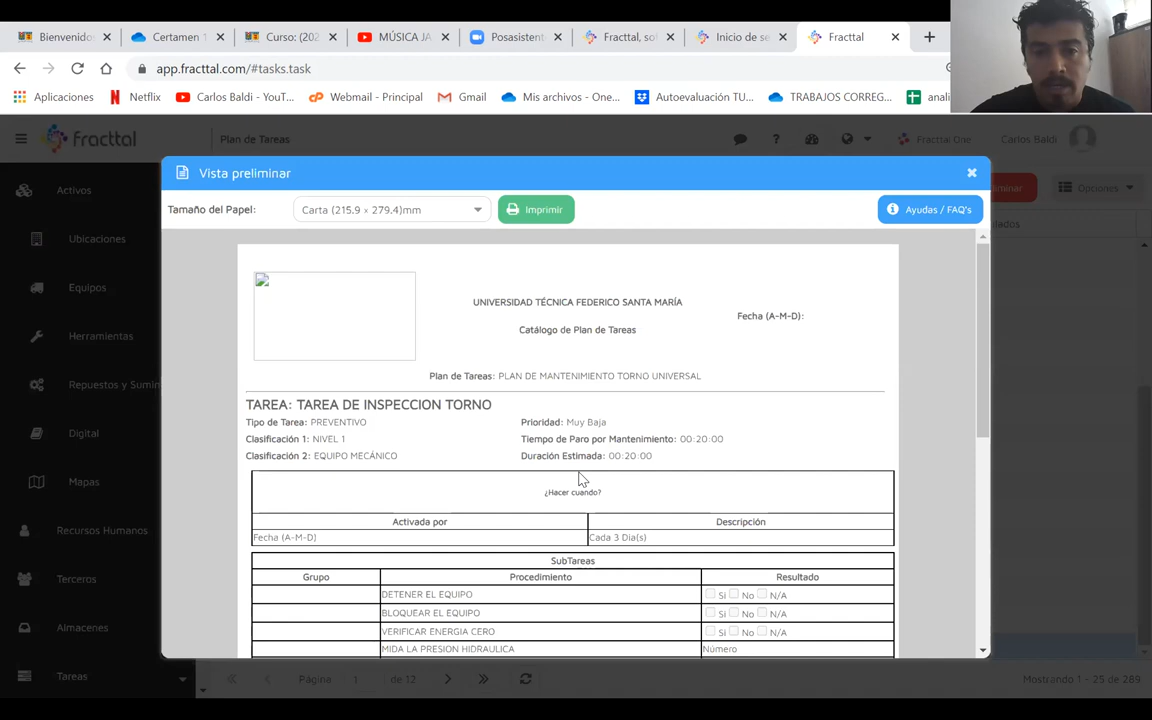 Bienvenidos
Certamen 1
Curso: (202
MÚSICA JA
Posasistent
Fracttal, so
Inicio de se
Fracttal
app.fracttal.com/#tasks.task
Aplicaciones
Netflix
Carlos Baldi - YouT...
Webmail - Principal
Gmail
Mis archivos - One...
Autoevaluación TU...
TRABAJOS CORREG...
anali
fracttal
Plan de Tareas
?
Fracttal One
Carlos Baldi
Vista preliminar
Activos
Tamaño del Papel:
Carta (215.9 x 279.4)mm
Imprimir
Ayudas / FAQ's
Opciones
Ubicaciones
Equipos
Herramientas
Repuestos y Sumin
Digital
Mapas
Recursos Humanos
Terceros
Almacenes
Tareas
UNIVERSIDAD TÉCNICA FEDERICO SANTA MARÍA
Fecha (A-M-D):
Catálogo de Plan de Tareas
Plan de Tareas: PLAN DE MANTENIMIENTO TORNO UNIVERSAL
TAREA: TAREA DE INSPECCION TORNO
Tipo de Tarea: PREVENTIVO
Prioridad: Muy Baja
Clasificación 1: NIVEL 1
Tiempo de Paro por Mantenimiento: 00:20:00
Clasificación 2: EQUIPO MECÁNICO
Duración Estimada: 00:20:00
¿Hacer cuando?
Activada por
Descripción
Fecha (A-M-D)
Cada 3 Dia(s)
SubTareas
Grupo
Procedimiento
Resultado
DETENER EL EQUIPO
Si No N/A
BLOQUEAR EL EQUIPO
Si No N/A
VERIFICAR ENERGIA CERO
Si No N/A
MIDA LA PRESION HIDRAULICA
Número
Página 1 de 12
Mostrando 1 - 25 de 289